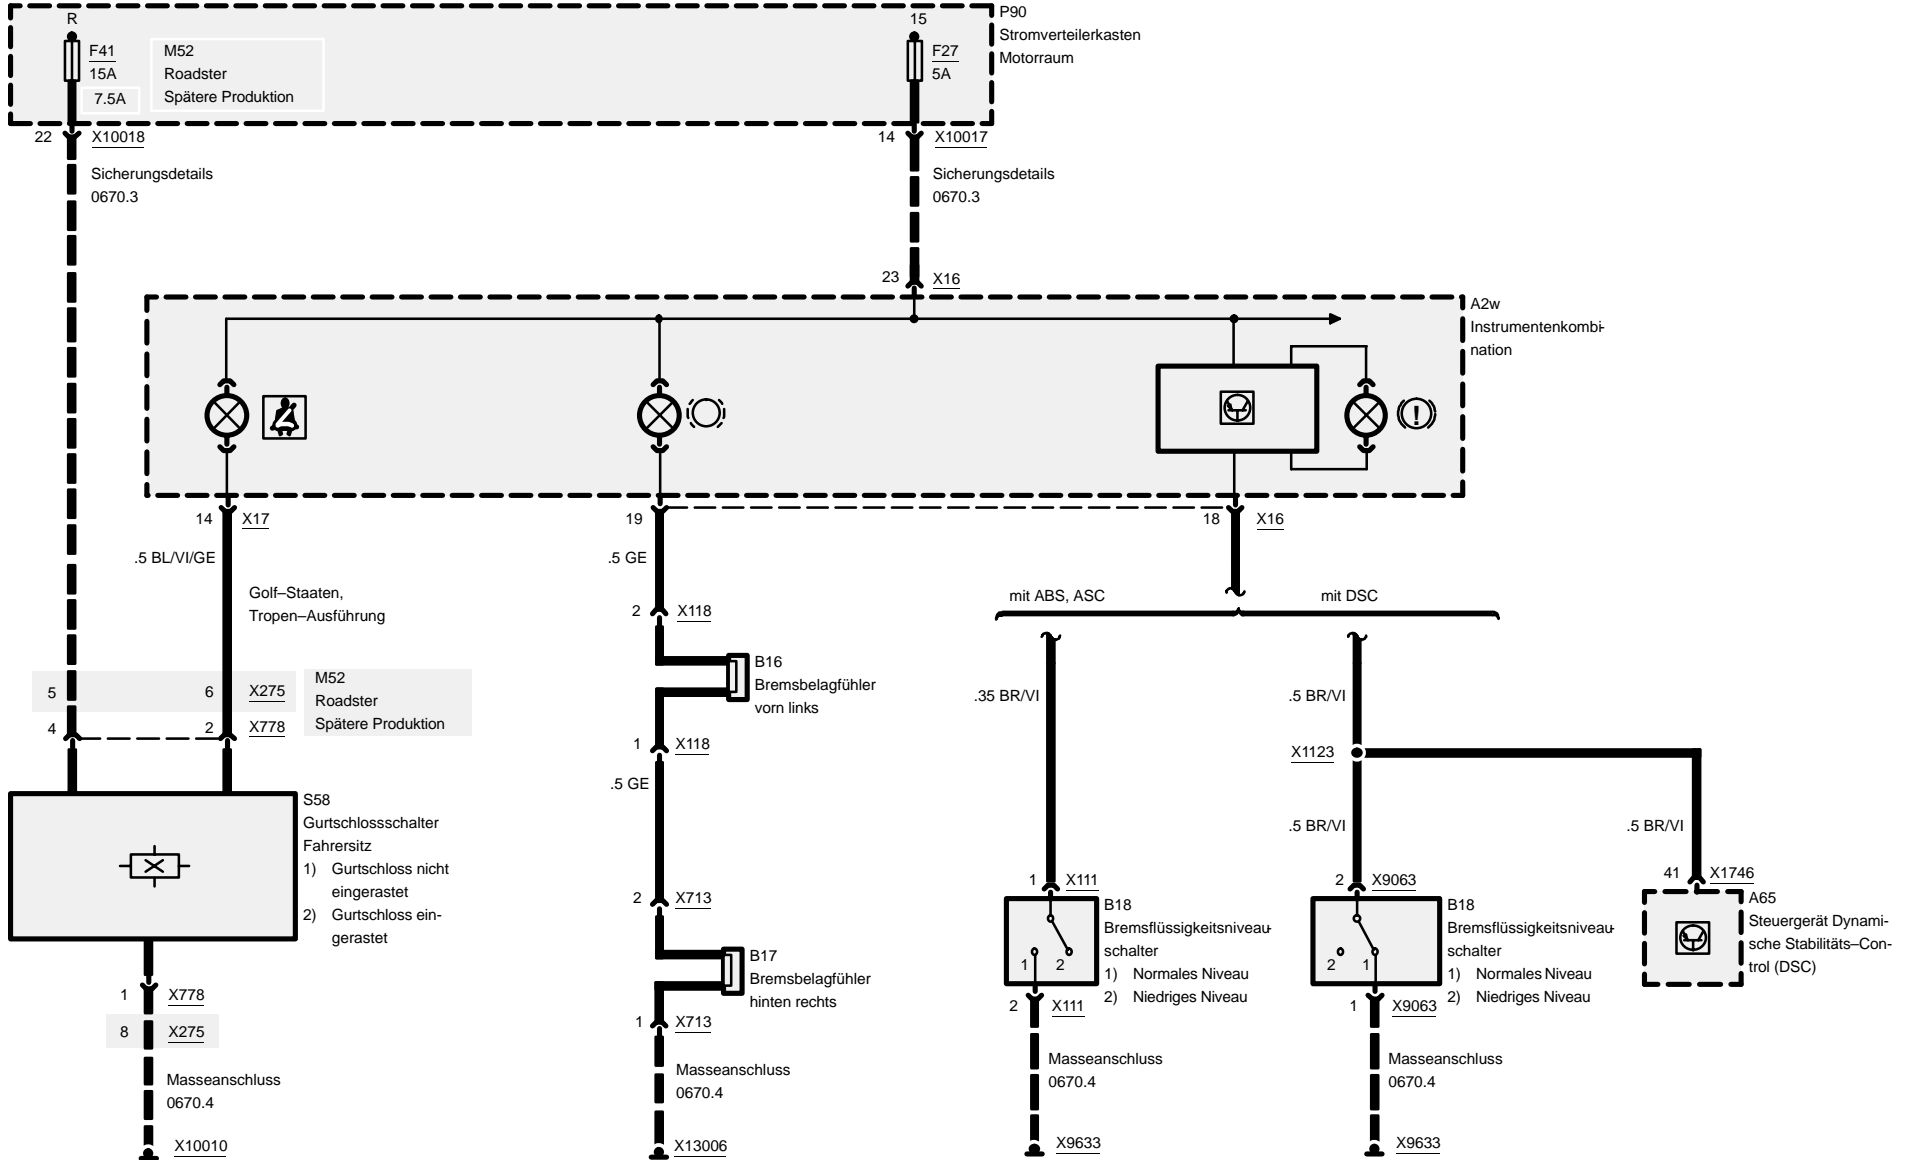 R
15
P90
Stromverteilerkasten
Motorraum
F41
15A
7.5A
M52
Roadster
Spätere Produktion
F27
5A
22
X10018
14
X10017
Sicherungsdetails
0670.3
Sicherungsdetails
0670.3
23
X16
A2w
Instrumentenkombi-
nation
14
X17
19
18
X16
.5 BL/VI/GE
.5 GE
Golf–Staaten,
Tropen–Ausführung
mit ABS, ASC
mit DSC
2
X118
B16
Bremsbelagfühler
vorn links
5
6
X275
M52
Roadster
Spätere Produktion
4
2
X778
.35 BR/VI
.5 BR/VI
1
X118
X1123
.5 GE
S58
Gurtschlossschalter
Fahrersitz
1) Gurtschloss nicht
eingerastet
2) Gurtschloss ein-
gerastet
.5 BR/VI
.5 BR/VI
2
X713
1
X111
2
X9063
41
X1746
B17
Bremsbelagfühler
hinten rechts
B18
Bremsflüssigkeitsniveau-
schalter
1) Normales Niveau
2) Niedriges Niveau
1
2
B18
Bremsflüssigkeitsniveau-
schalter
1) Normales Niveau
2) Niedriges Niveau
2
1
A65
Steuergerät Dynami-
sche Stabilitäts–Con-
trol (DSC)
1
X778
8
X275
1
X713
2
X111
1
X9063
Masseanschluss
0670.4
Masseanschluss
0670.4
Masseanschluss
0670.4
Masseanschluss
0670.4
X10010
X13006
X9633
X9633